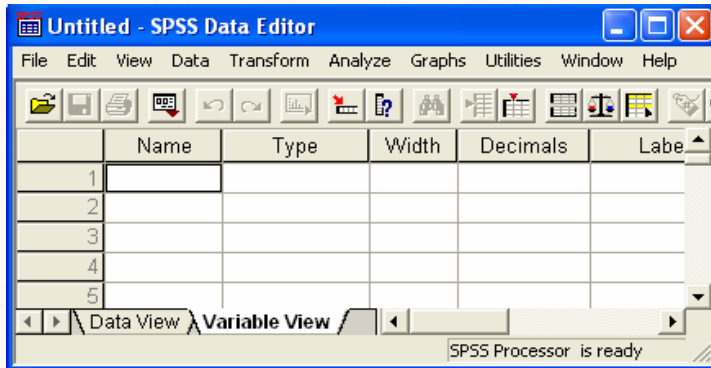 Untitled - SPSS Data Editor
File Edit View Data Transform Analyze Graphs Utilities Window Help
Name Type Width Decimals Labe
1
2
3
4
5
Data View Variable View
SPSS Processor is ready